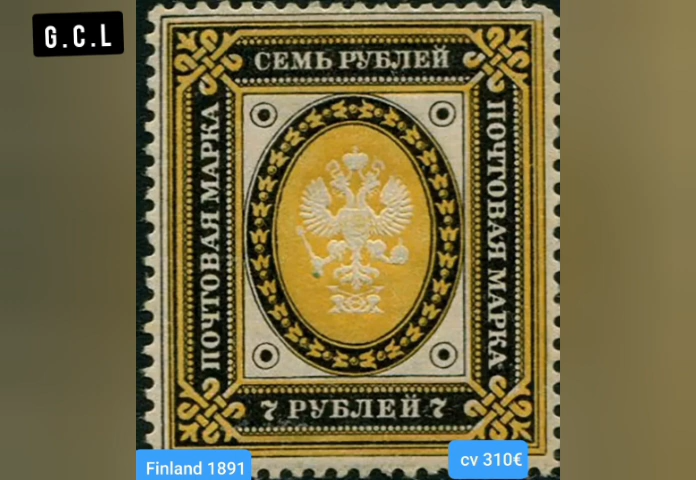 G.C.L
СЕМЬ РУБЛЕЙ
ПОЧТОВАЯ МАРКА
ПОЧТОВАЯ МАРКА
7 РУБЛЕЙ 7
Finland 1891
cv 310€